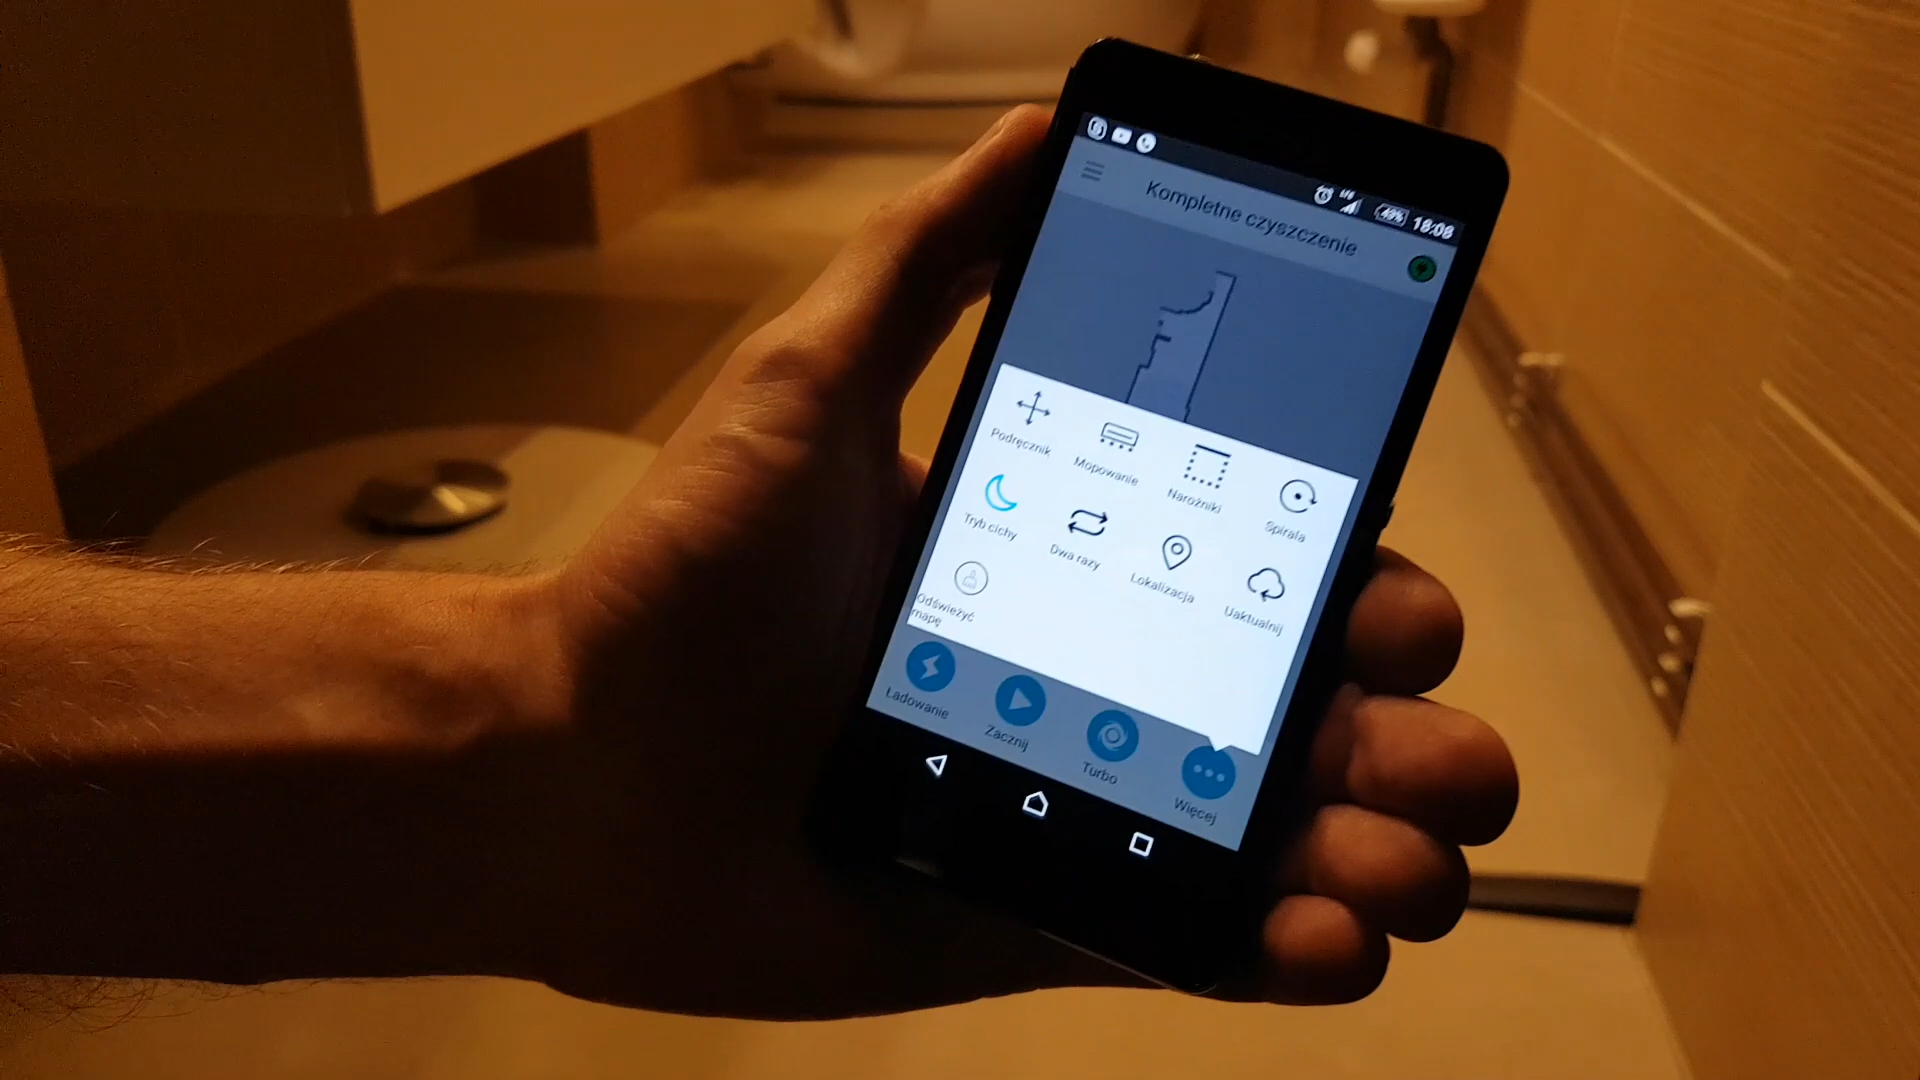 49% 18:08
Kompletne czyszczenie
Podręcznik Mopowanie Narożniki Spirala
Tryb cichy Dwa razy Lokalizacja Uaktualnij
Odświeżyć
mapę
Ładowanie Zacznij Turbo Więcej